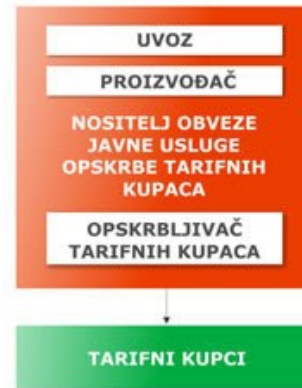 UVOZ
PROIZVOĐAČ
NOSITELJ OBVEZE
JAVNE USLUGE
OPSKRBE TARIFNIH
KUPACA
OPSKRBLJIVAČ
TARIFNIH KUPACA
TARIFNI KUPCI